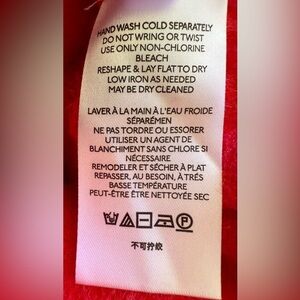 HAND WASH COLD SEPARATELY
DO NOT WRING OR TWIST
USE ONLY NON-CHLORINE
BLEACH
RESHAPE & LAY FLAT TO DRY
LOW IRON AS NEEDED
MAY BE DRY CLEANED
LAVER À LA MAIN À L'EAU FROIDE
SÉPARÉMEN
NE PAS TORDRE OU ESSORER
UTILISER UN AGENT DE
BLANCHIMENT SANS CHLORE SI
NÉCESSAIRE
REMODELER ET SÈCHER À PLAT
REPASSER, AU BESOIN, À TRÉS
BASSE TEMPÉRATURE
PEUT-ÊTRE ÊTRE NETTOYÉ SEC
P
不可拧绞